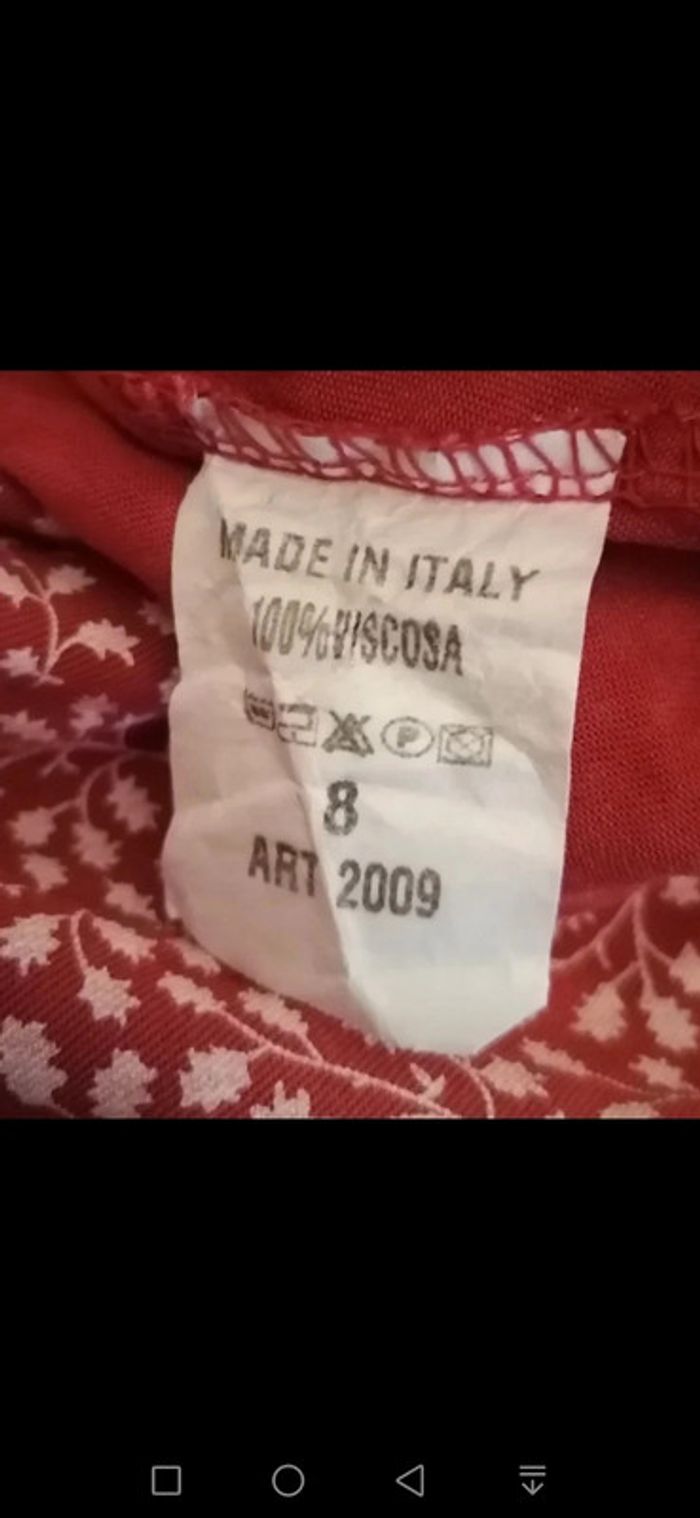 MADE IN ITALY
100%VISCOSA
P
8
ART 2009